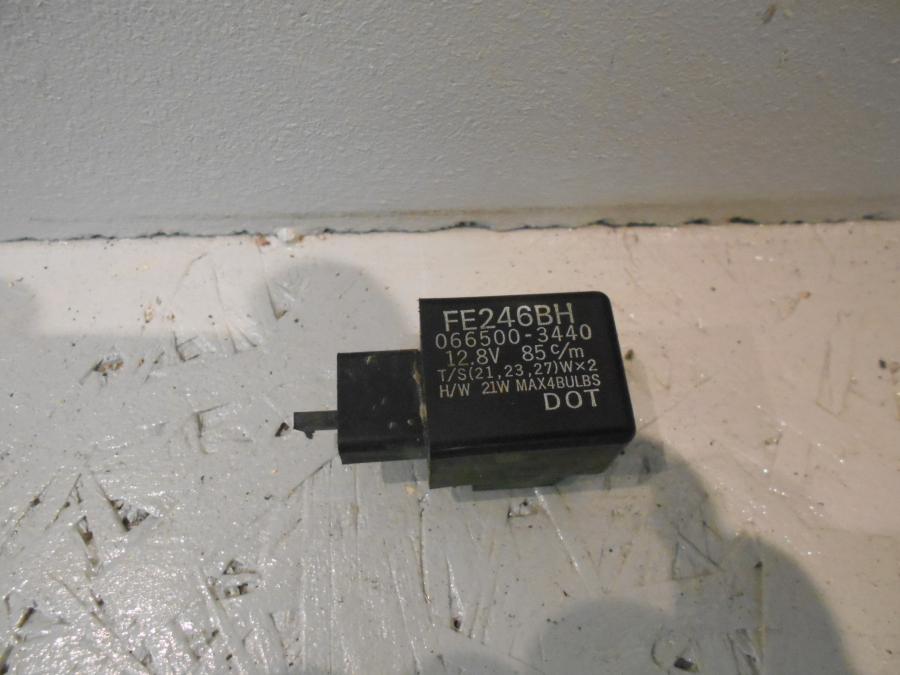 FE246BH
066500-3440
12.8V 85c/m
T/S(21,23,27)W×2
H/W 21W MAX4BULBS
DOT